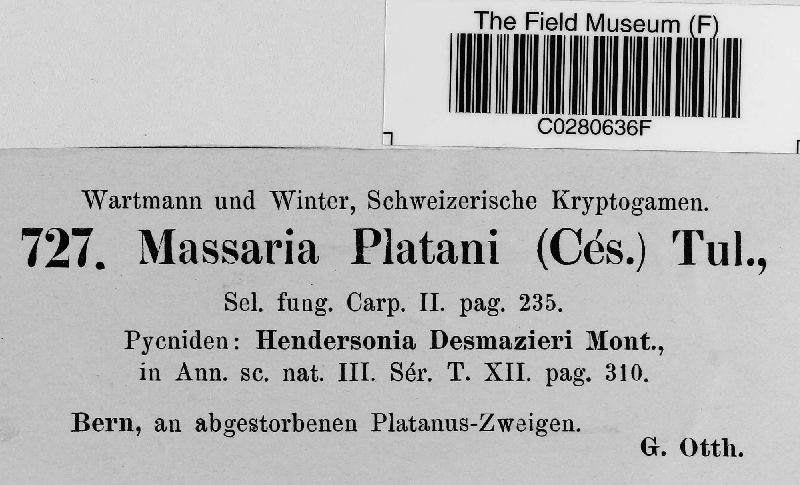 The Field Museum (F)
C0280636F
Wartmann und Winter, Schweizerische Kryptogamen.
727. Massaria Platani (Cés.) Tul.,
Sel. fung. Carp. II. pag. 235.
Pycniden: Hendersonia Desmazieri Mont.,
in Ann. sc. nat. III. Sér. T. XII. pag. 310.
Bern, an abgestorbenen Platanus-Zweigen.
G. Otth.